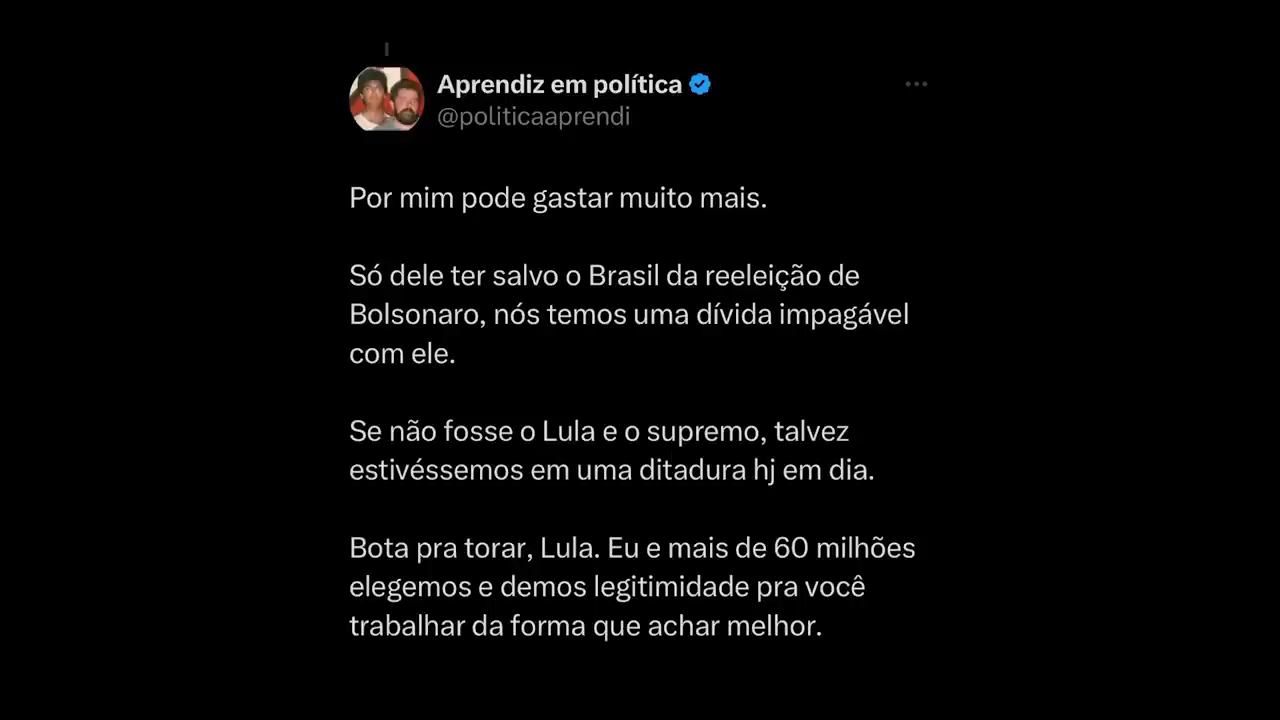 Aprendiz em política
@politicaaprendi
Por mim pode gastar muito mais.
Só dele ter salvo o Brasil da reeleição de
Bolsonaro, nós temos uma dívida impagável
com ele.
Se não fosse o Lula e o supremo, talvez
estivéssemos em uma ditadura hj em dia.
Bota pra torar, Lula. Eu e mais de 60 milhões
elegemos e demos legitimidade pra você
trabalhar da forma que achar melhor.